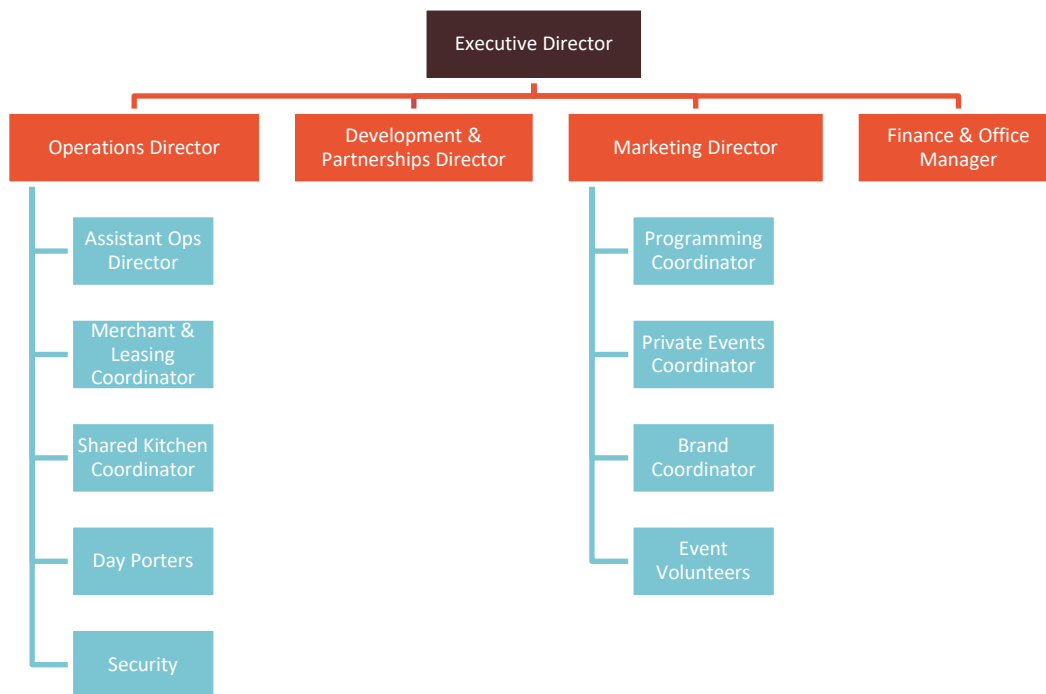 Executive Director
Operations Director
Development &
Partnerships Director
Marketing Director
Finance & Office
Manager
Assistant Ops
Director
Merchant &
Leasing
Coordinator
Shared Kitchen
Coordinator
Day Porters
Security
Programming
Coordinator
Private Events
Coordinator
Brand
Coordinator
Event
Volunteers